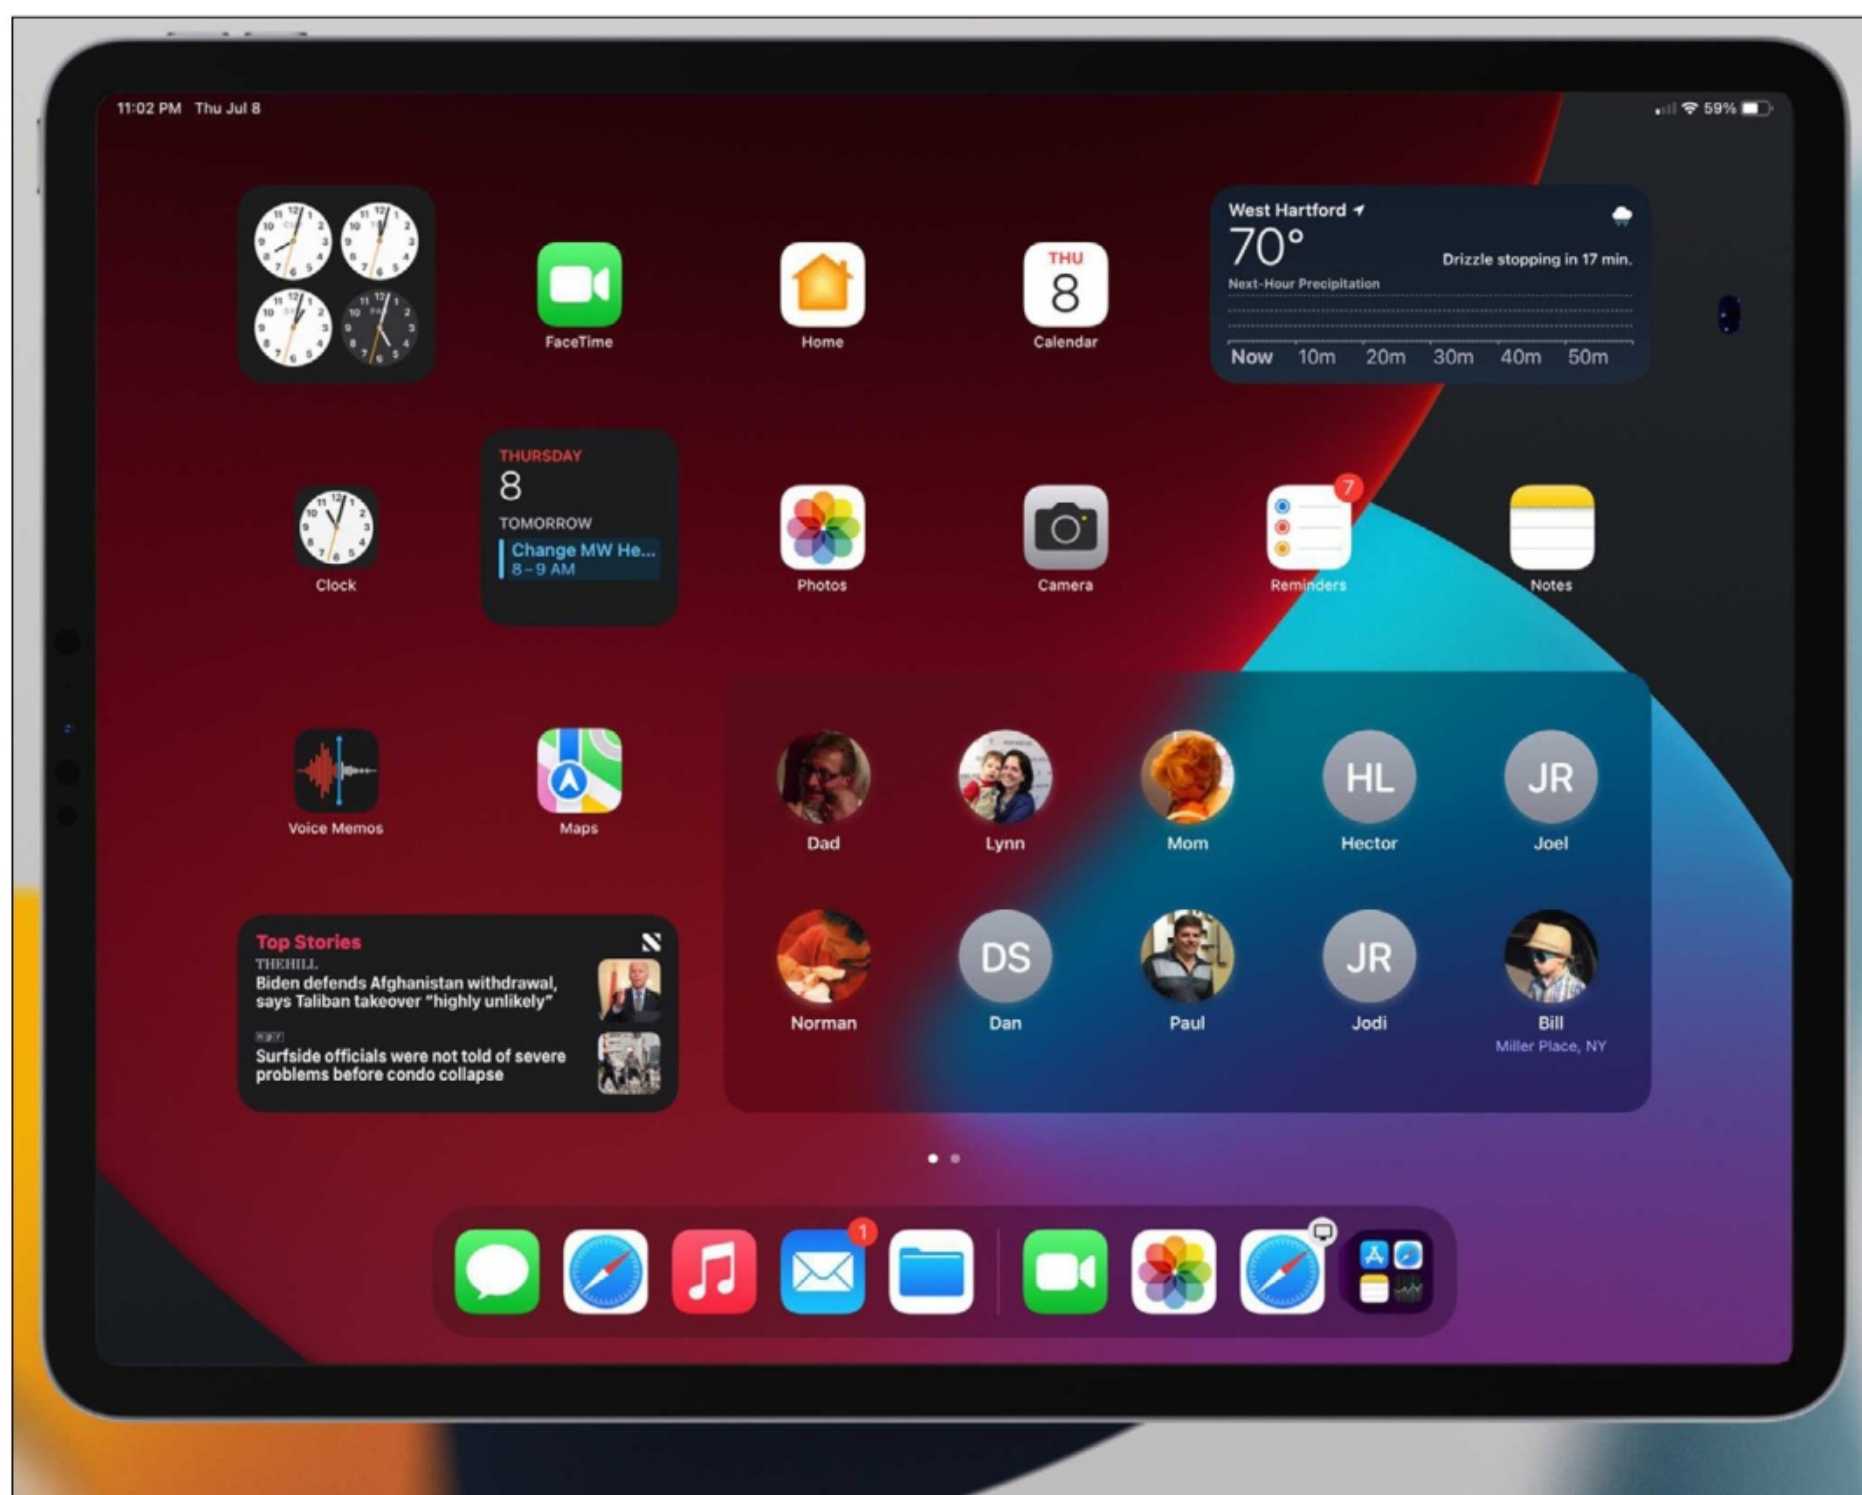 11:02 PM Thu Jul 8
59%
FaceTime
Home
THU
8
Calendar
West Hartford
70°
Drizzle stopping in 17 min.
Next-Hour Precipitation
Now 10m 20m 30m 40m 50m
Clock
THURSDAY
8
TOMORROW
Change MW He...
8–9 AM
Photos
Camera
7
Reminders
Notes
Voice Memos
Maps
Dad
Lynn
Mom
HL
Hector
JR
Joel
Norman
DS
Dan
Paul
JR
Jodi
Bill
Miller Place, NY
Top Stories
THEHILL
Biden defends Afghanistan withdrawal,
says Taliban takeover "highly unlikely"
npr
Surfside officials were not told of severe
problems before condo collapse
1